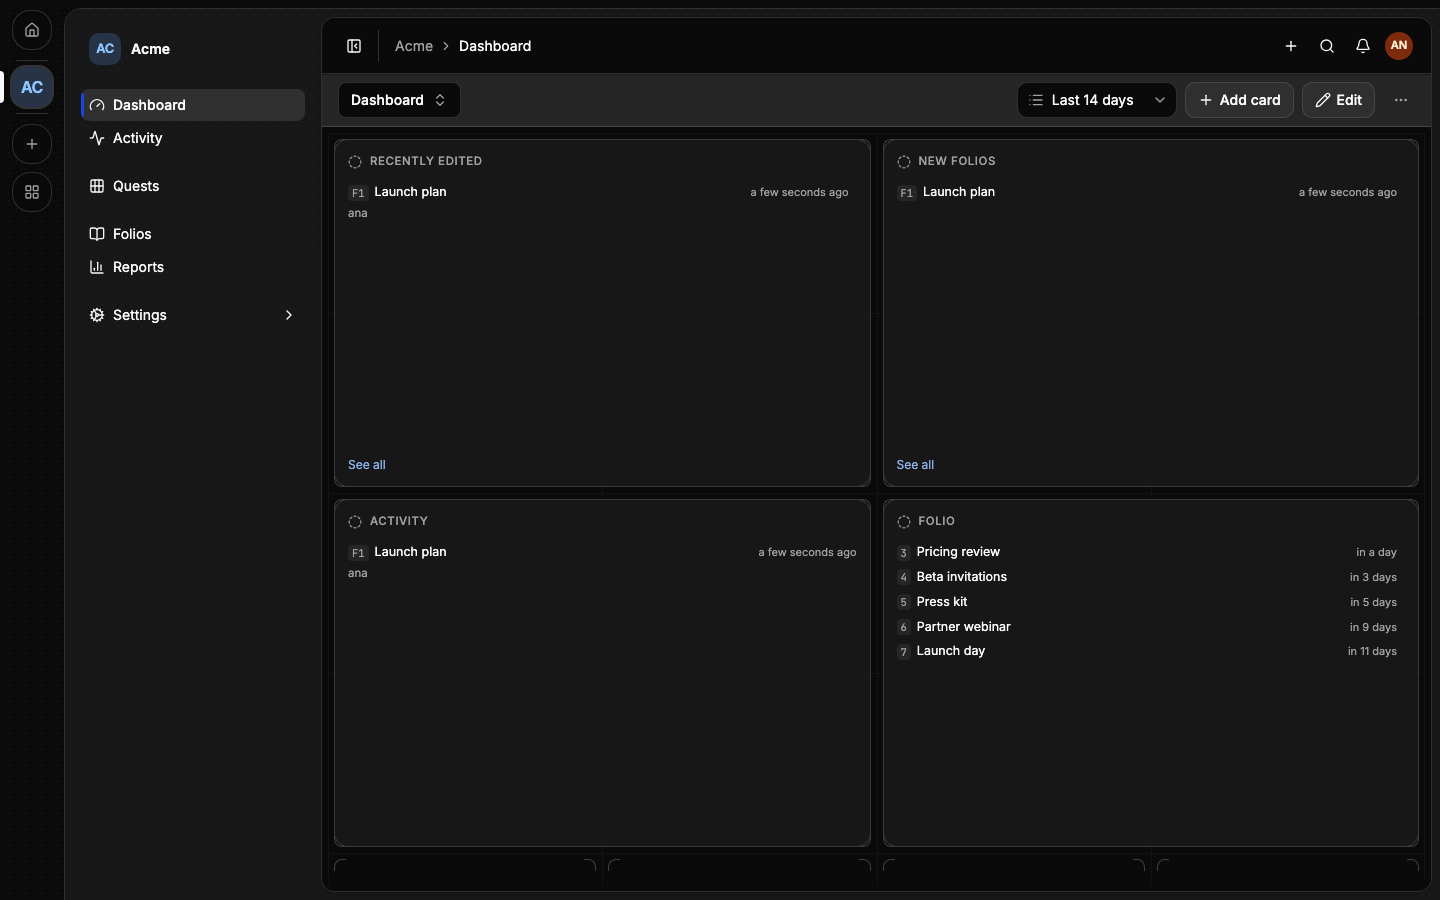 AC
AC Acme
Dashboard
Activity
Quests
Folios
Reports
Settings
Acme > Dashboard
AN
Dashboard
Last 14 days
Add card
Edit
RECENTLY EDITED
F1 Launch plan a few seconds ago
ana
See all
NEW FOLIOS
F1 Launch plan a few seconds ago
See all
ACTIVITY
F1 Launch plan a few seconds ago
ana
FOLIO
3 Pricing review in a day
4 Beta invitations in 3 days
5 Press kit in 5 days
6 Partner webinar in 9 days
7 Launch day in 11 days